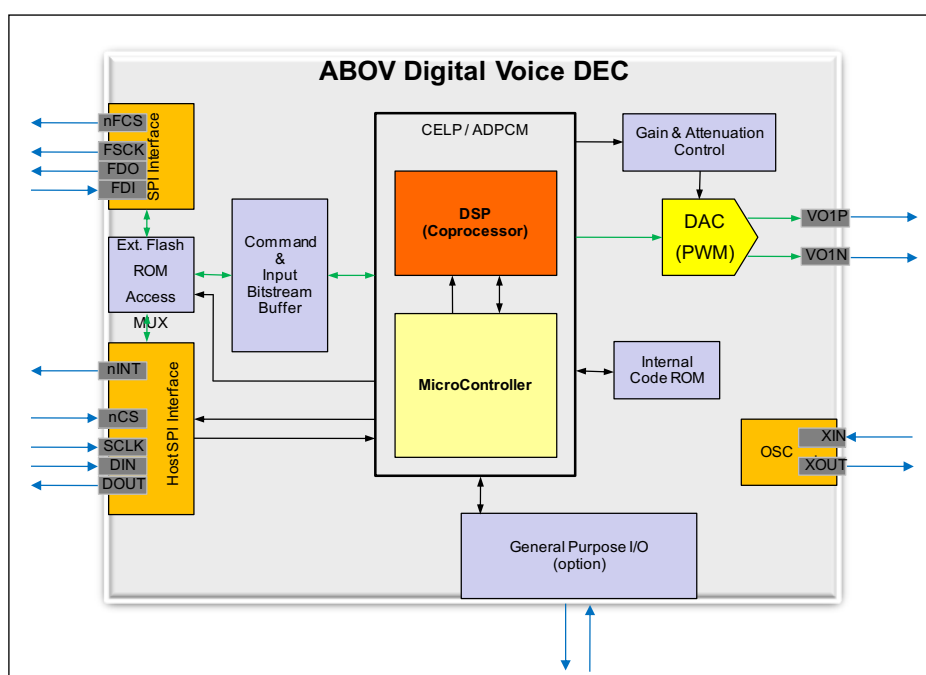 ABOV Digital Voice DEC
nFCS
FSCK
FDO
FDI
SPI Interface
Ext. Flash
ROM
Access
MUX
Command
&
Input
Bitstream
Buffer
CELP / ADPCM
DSP
(Coprocessor)
MicroController
Gain & Attenuation
Control
DAC
(PWM)
VO1P
VO1N
Internal
Code ROM
nINT
nCS
SCLK
DIN
DOUT
Host SPI Interface
OSC
XIN
XOUT
General Purpose I/O
(option)